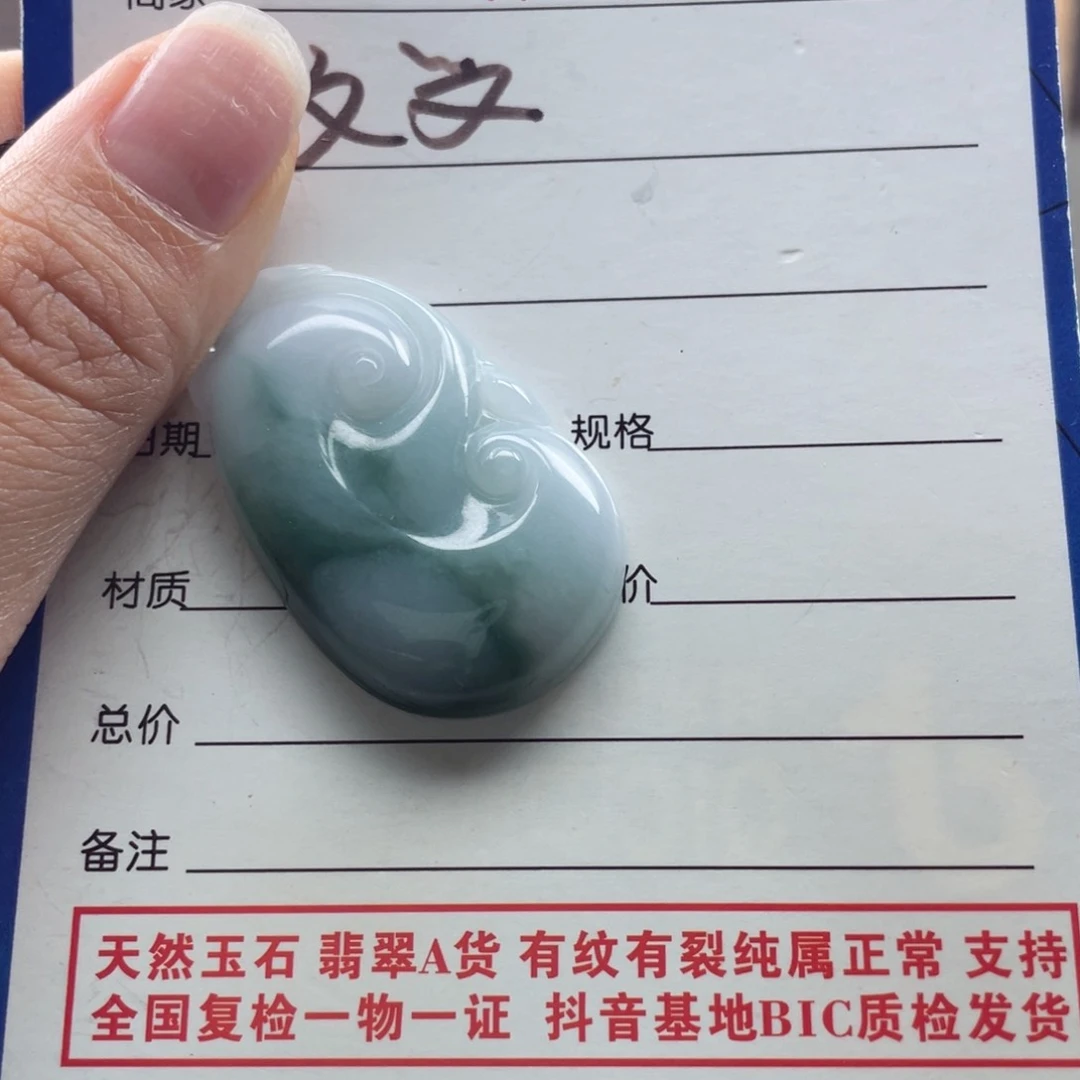 商家
规格
材质
价
总价
备注
天然玉石 翡翠A货 有纹有裂纯属正常 支持
全国复检一物一证 抖音基地BIC质检发货